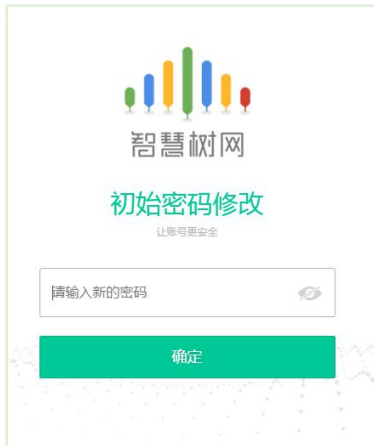 智慧树网
初始密码修改
让账号更安全
请输入新的密码
确定